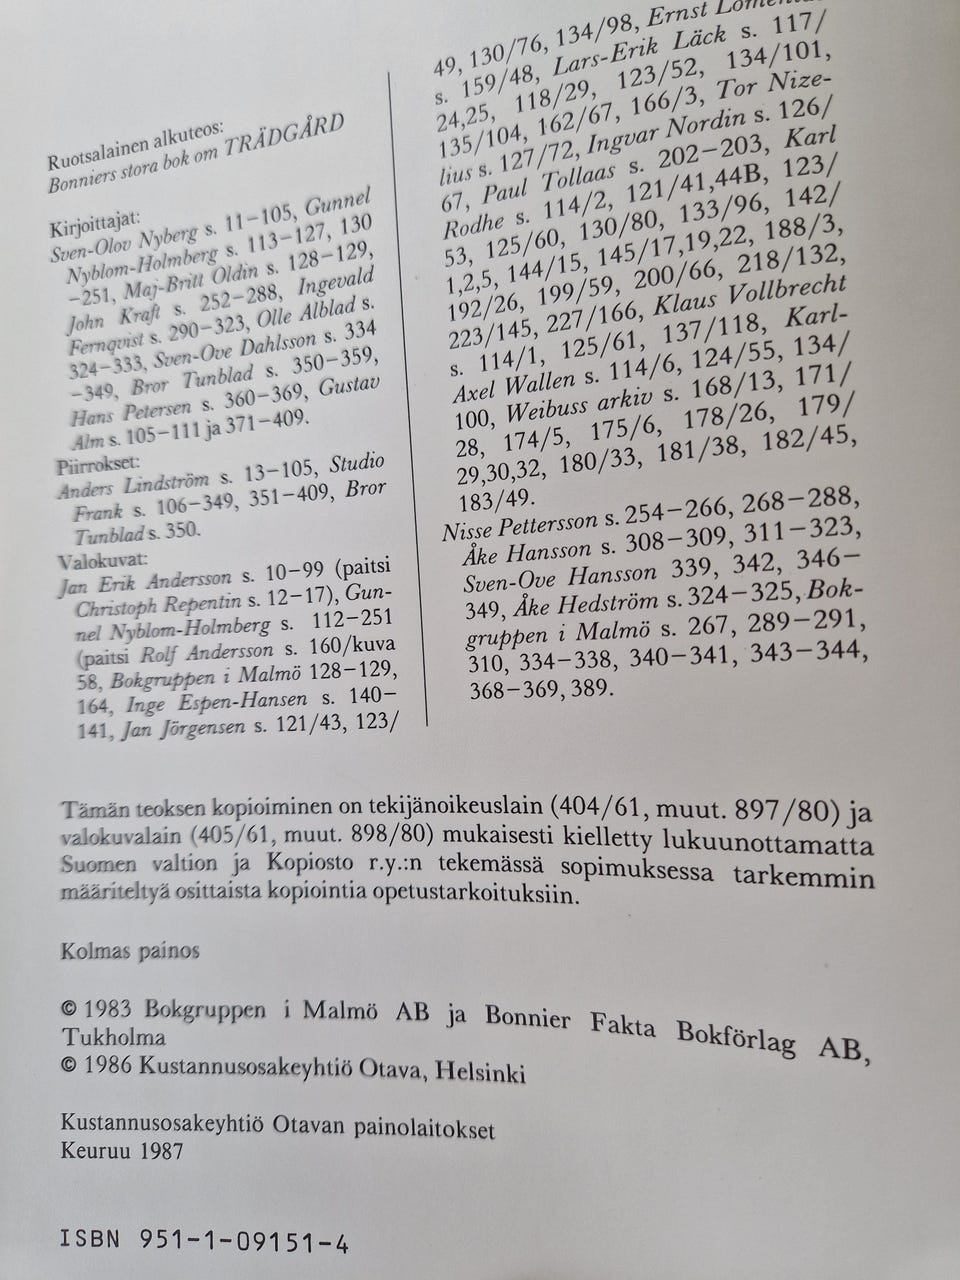 Ruotsalainen alkuteos:
Bonniers stora bok om TRÄDGÅRD
Kirjoittajat:
Sven-Olov Nyberg s. 11–105, Gunnel
Nyblom-Holmberg s. 113–127, 130
–251, Maj-Britt Oldin s. 128–129,
John Kraft s. 252–288, Ingevald
Fernqvist s. 290–323, Olle Alblad s.
324–333, Sven-Ove Dahlsson s. 334
–349, Bror Tunblad s. 350–359,
Hans Petersen s. 360–369, Gustav
Alm s. 105–111 ja 371–409.
Piirrokset:
Anders Lindström s. 13–105, Studio
Frank s. 106–349, 351–409, Bror
Tunblad s. 350.
Valokuvat:
Jan Erik Andersson s. 10–99 (paitsi
Christoph Repentin s. 12–17), Gun-
nel Nyblom-Holmberg s. 112–251
(paitsi Rolf Andersson s. 160/kuva
58, Bokgruppen i Malmö 128–129,
164, Inge Espen-Hansen s. 140–
141, Jan Jörgensen s. 121/43, 123/
49, 130/76, 134/98, Ernst
s. 159/48, Lars-Erik Läck s. 117/
24,25, 118/29, 123/52, 134/101,
135/104, 162/67, 166/3, Tor Nize-
lius s. 127/72, Ingvar Nordin s. 126/
67, Paul Tollaas s. 202–203, Karl
Rodhe s. 114/2, 121/41,44B, 123/
53, 125/60, 130/80, 133/96, 142/
1,2,5, 144/15, 145/17,19,22, 188/3,
192/26, 199/59, 200/66, 218/132,
223/145, 227/166, Klaus Vollbrecht
s. 114/1, 125/61, 137/118, Karl-
Axel Wallen s. 114/6, 124/55, 134/
100, Weibuss arkiv s. 168/13, 171/
28, 174/5, 175/6, 178/26, 179/
29,30,32, 180/33, 181/38, 182/45,
183/49.
Nisse Pettersson s. 254–266, 268–288,
Åke Hansson s. 308–309, 311–323,
Sven-Ove Hansson 339, 342, 346–
349, Åke Hedström s. 324–325, Bok-
gruppen i Malmö s. 267, 289–291,
310, 334–338, 340–341, 343–344,
368–369, 389.
Tämän teoksen kopioiminen on tekijänoikeuslain (404/61, muut. 897/80) ja
valokuvalain (405/61, muut. 898/80) mukaisesti kielletty lukuunottamatta
Suomen valtion ja Kopiosto r.y.:n tekemässä sopimuksessa tarkemmin
määriteltyä osittaista kopiointia opetustarkoituksiin.
Kolmas painos
© 1983 Bokgruppen i Malmö AB ja Bonnier Fakta Bokförlag AB,
Tukholma
© 1986 Kustannusosakeyhtiö Otava, Helsinki
Kustannusosakeyhtiö Otavan painolaitokset
Keuruu 1987
ISBN 951-1-09151-4